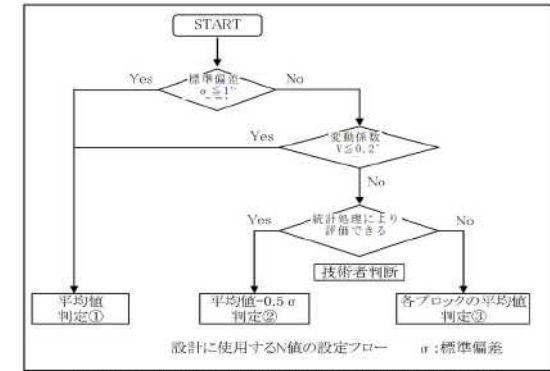 START
標準偏差
σ≦1
Yes
No
変動係数
V≦0.2
Yes
No
統計処理により
評価できる
Yes
No
技術者判断
平均値
判定①
平均値-0.5σ
判定②
各ブロックの平均値
判定③
設計に使用するN値の設定フロー σ:標準偏差